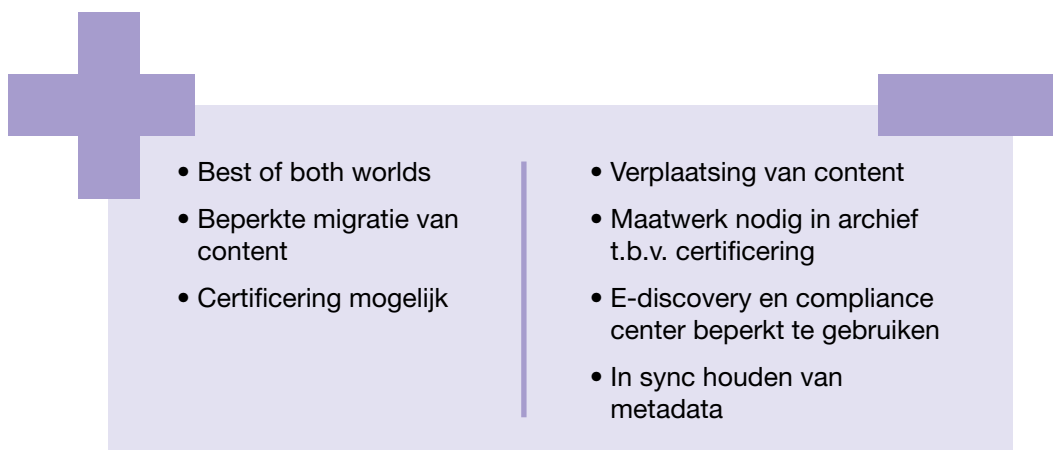 • Best of both worlds
• Beperkte migratie van
content
• Certificering mogelijk
• Verplaatsing van content
• Maatwerk nodig in archief
t.b.v. certificering
• E-discovery en compliance
center beperkt te gebruiken
• In sync houden van
metadata